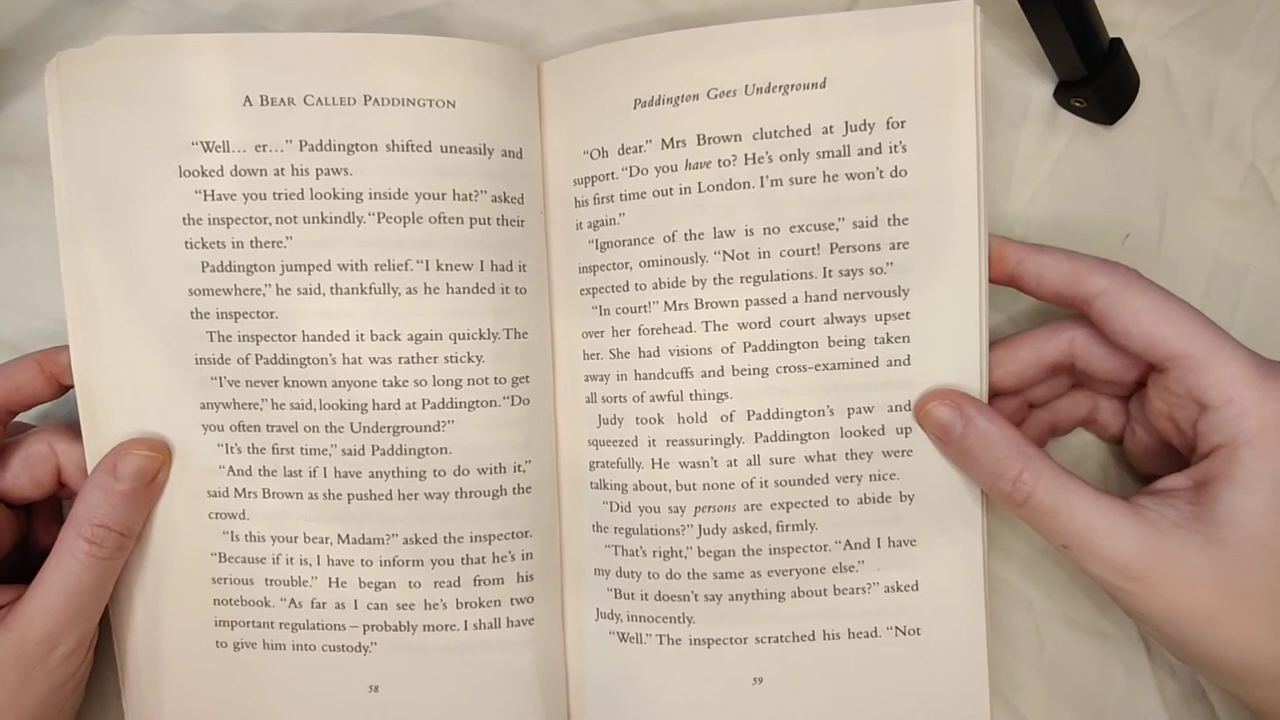 A BEAR CALLED PADDINGTON
“Well... er...” Paddington shifted uneasily and
looked down at his paws.
“Have you tried looking inside your hat?” asked
the inspector, not unkindly. “People often put their
tickets in there.”
Paddington jumped with relief. “I knew I had it
somewhere,” he said, thankfully, as he handed it to
the inspector.
The inspector handed it back again quickly. The
inside of Paddington’s hat was rather sticky.
“I’ve never known anyone take so long not to get
anywhere,” he said, looking hard at Paddington. “Do
you often travel on the Underground?”
“It’s the first time,” said Paddington.
“And the last if I have anything to do with it,”
said Mrs Brown as she pushed her way through the
crowd.
“Is this your bear, Madam?” asked the inspector.
“Because if it is, I have to inform you that he’s in
serious trouble.” He began to read from his
notebook. “As far as I can see he’s broken two
important regulations – probably more. I shall have
to give him into custody.”
58
Paddington Goes Underground
“Oh dear.” Mrs Brown clutched at Judy for
support. “Do you have to? He’s only small and it’s
his first time out in London. I’m sure he won’t do
it again.”
“Ignorance of the law is no excuse,” said the
inspector, ominously. “Not in court! Persons are
expected to abide by the regulations. It says so.”
“In court!” Mrs Brown passed a hand nervously
over her forehead. The word court always upset
her. She had visions of Paddington being taken
away in handcuffs and being cross-examined and
all sorts of awful things.
Judy took hold of Paddington’s paw and
squeezed it reassuringly. Paddington looked up
gratefully. He wasn’t at all sure what they were
talking about, but none of it sounded very nice.
“Did you say persons are expected to abide by
the regulations?” Judy asked, firmly.
“That’s right,” began the inspector. “And I have
my duty to do the same as everyone else.”
“But it doesn’t say anything about bears?” asked
Judy, innocently.
“Well.” The inspector scratched his head. “Not
59